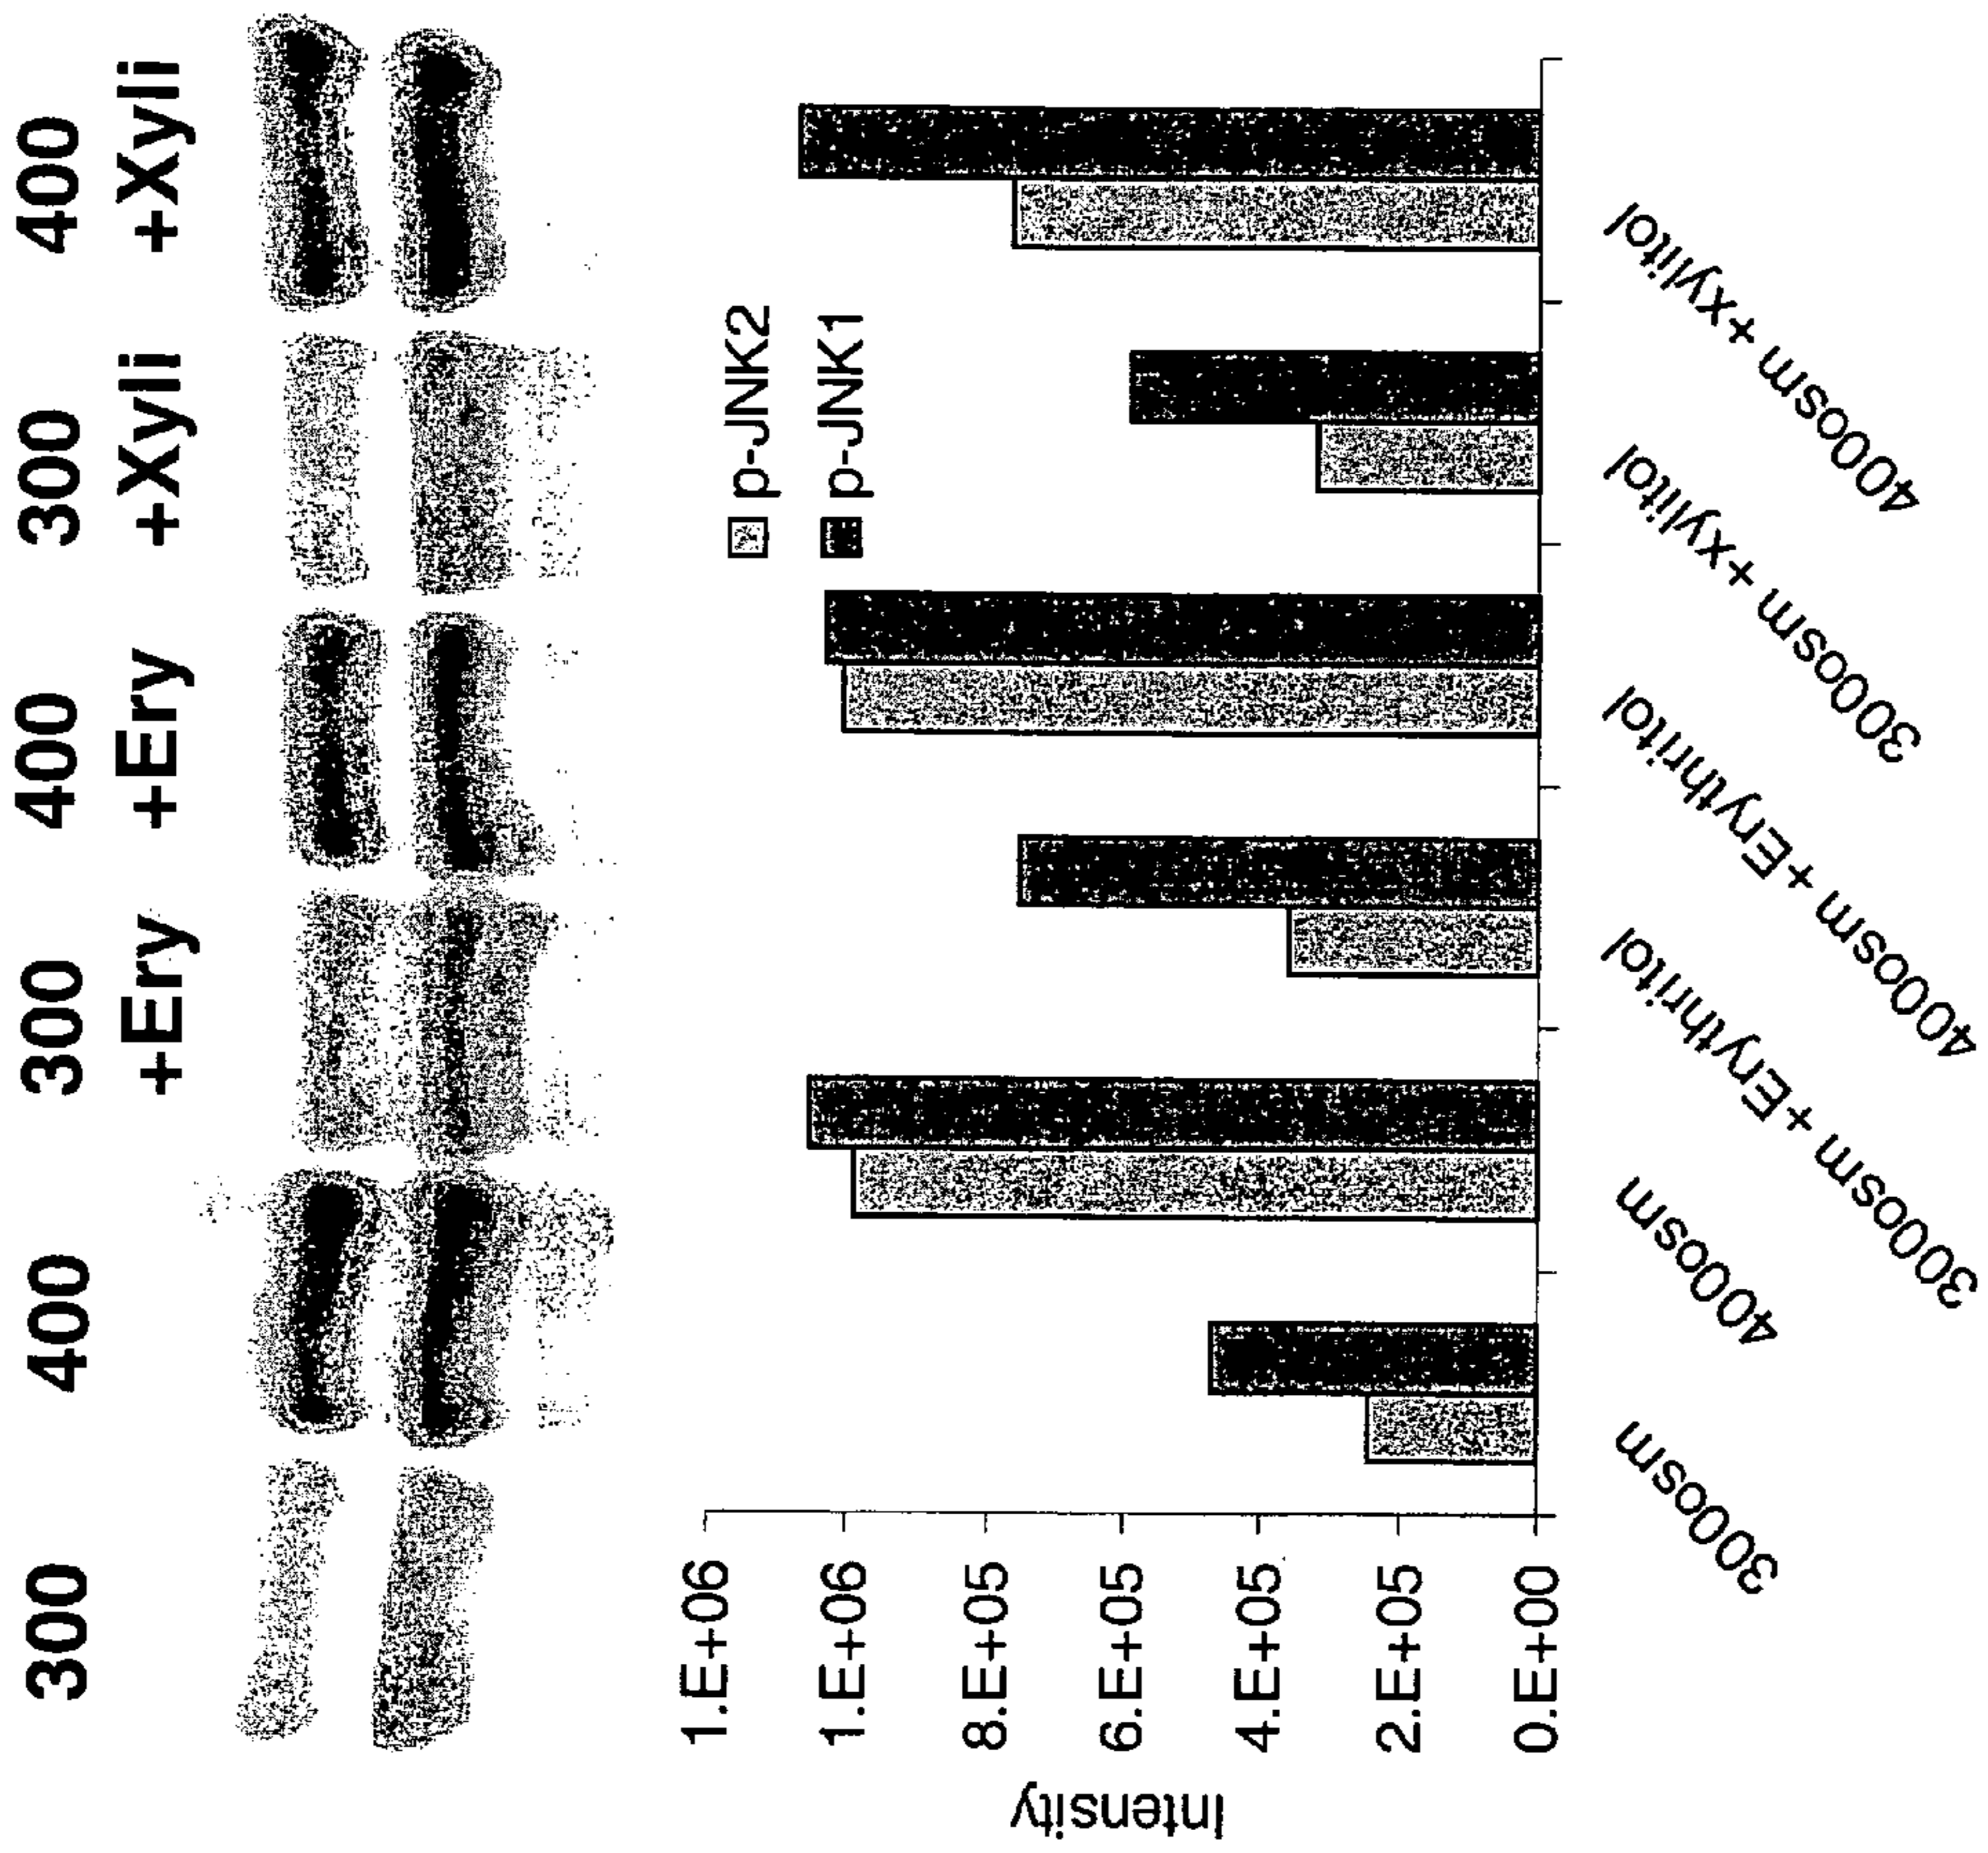 300 400 300 400 300 400
+Ery +Ery +Xyli +Xyli
p-JNK2
p-JNK1
Intensity
1.E+06
1.E+06
8.E+05
6.E+05
4.E+05
2.E+05
0.E+00
300osm
400osm
300osm +Erythritol
400osm +Erythritol
300osm +xylitol
400osm +xylitol